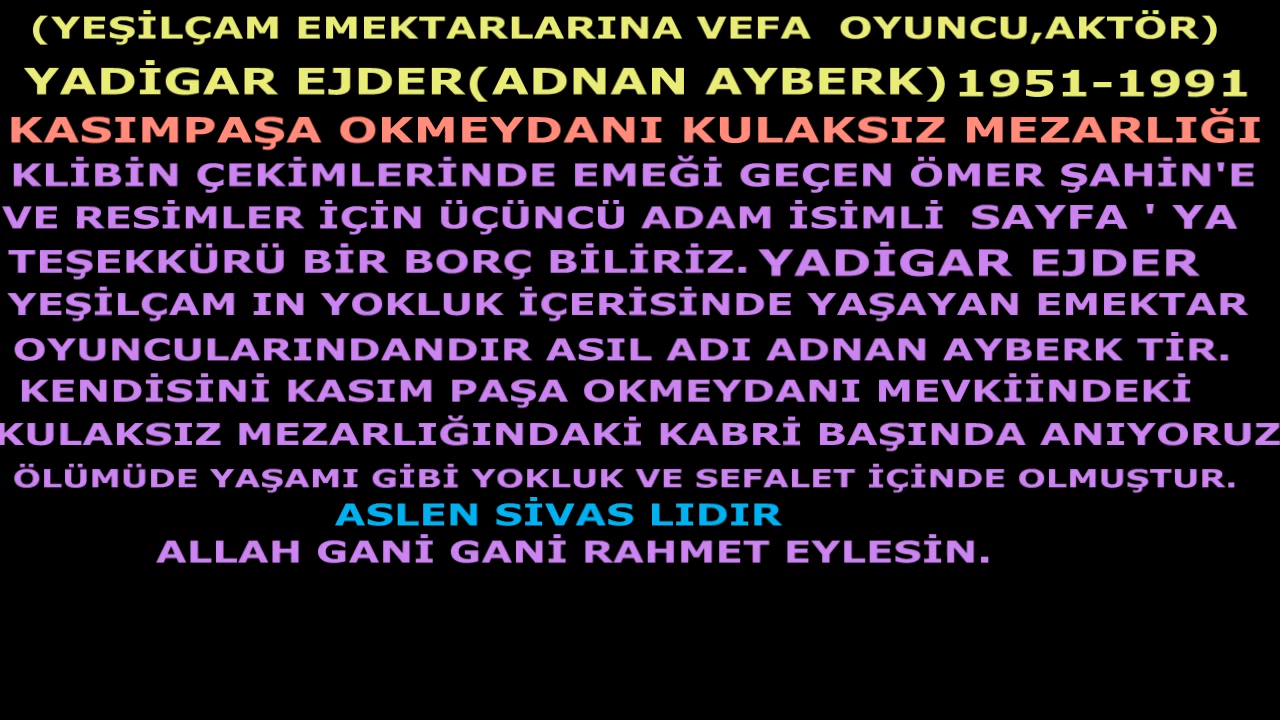 (YEŞİLÇAM EMEKTARLARINA VEFA  OYUNCU,AKTÖR)
YADİGAR EJDER(ADNAN AYBERK)1951-1991
KASIMPAŞA OKMEYDANI KULAKSIZ MEZARLIĞI
KLİBİN ÇEKİMLERİNDE EMEĞİ GEÇEN ÖMER ŞAHİN'E
VE RESİMLER İÇİN ÜÇÜNCÜ ADAM İSİMLİ  SAYFA ' YA
TEŞEKKÜRÜ BİR BORÇ BİLİRİZ. YADİGAR EJDER
YEŞİLÇAM IN YOKLUK İÇERİSİNDE YAŞAYAN EMEKTAR
OYUNCULARINDANDIR ASIL ADI ADNAN AYBERK TİR.
KENDİSİNİ KASIM PAŞA OKMEYDANI MEVKİİNDEKİ
KULAKSIZ MEZARLIĞINDAKİ KABRİ BAŞINDA ANIYORUZ
ÖLÜMÜDE YAŞAMI GİBİ YOKLUK VE SEFALET İÇİNDE OLMUŞTUR.
ASLEN SİVAS LIDIR
ALLAH GANİ GANİ RAHMET EYLESİN.